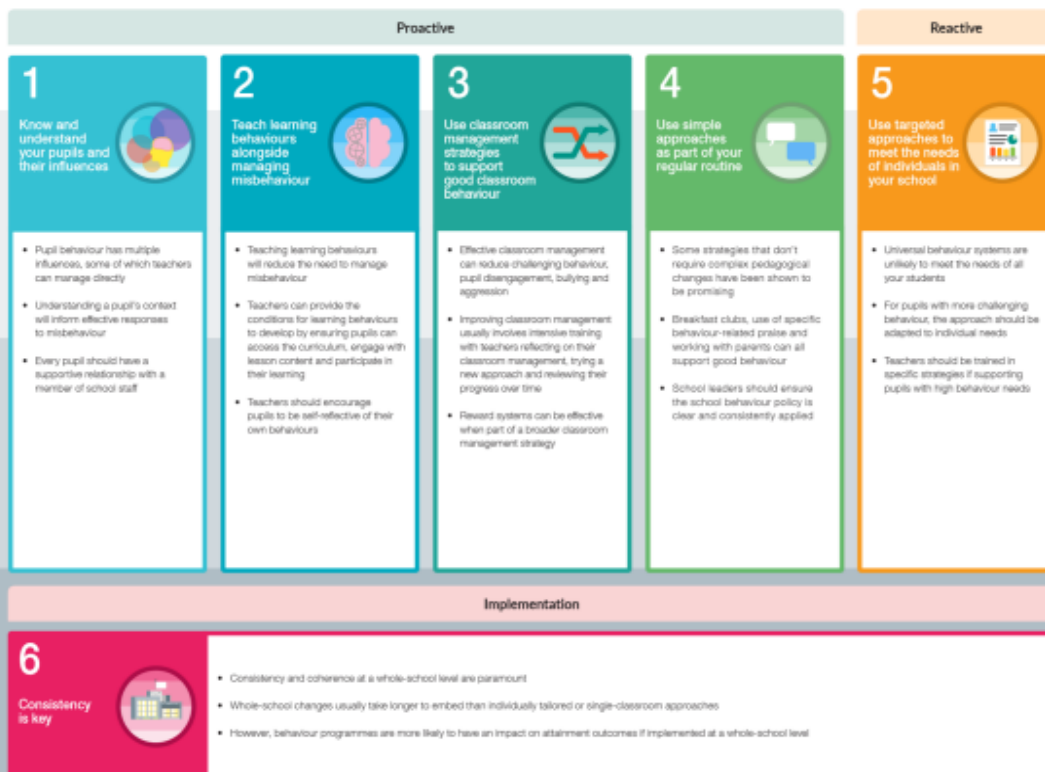 Proactive
Reactive
1
Know and
understand
your pupils and
their influences
• Pupil behaviour has multiple
influences, some of which teachers
can manage directly
• Understanding a pupil's context
will inform effective responses
to misbehaviour
• Every pupil should have a
supportive relationship with a
member of school staff
2
Teach learning
behaviours
alongside
managing
misbehaviour
• Teaching learning behaviours
will reduce the need to manage
misbehaviour
• Teachers can provide the
conditions for learning behaviours
to develop by ensuring pupils can
access the curriculum, engage with
lesson content and participate in
their learning
• Teachers should encourage
pupils to be self-reflective of their
own behaviours
3
Use classroom
management
strategies
to support
good classroom
behaviour
• Effective classroom management
can reduce challenging behaviour,
pupil disengagement, bullying and
aggression
• Improving classroom management
usually involves intensive training
with teachers reflecting on their
classroom management, trying a
new approach and reviewing their
progress over time
• Reward systems can be effective
when part of a broader classroom
management strategy
4
Use simple
approaches
as part of your
regular routine
• Some strategies that don't
require complex pedagogical
changes have been shown to
be promising
• Breakfast clubs, use of specific
behaviour-related praise and
working with parents can all
support good behaviour
• School leaders should ensure
the school behaviour policy is
clear and consistently applied
5
Use targeted
approaches to
meet the needs
of individuals in
your school
• Universal behaviour systems are
unlikely to meet the needs of all
your students
• For pupils with more challenging
behaviour, the approach should be
adapted to individual needs
• Teachers should be trained in
specific strategies if supporting
pupils with high behaviour needs
Implementation
6
Consistency
is key
• Consistency and coherence at a whole-school level are paramount
• Whole-school changes usually take longer to embed than individually tailored or single-classroom approaches
• However, behaviour programmes are more likely to have an impact on attainment outcomes if implemented at a whole-school level